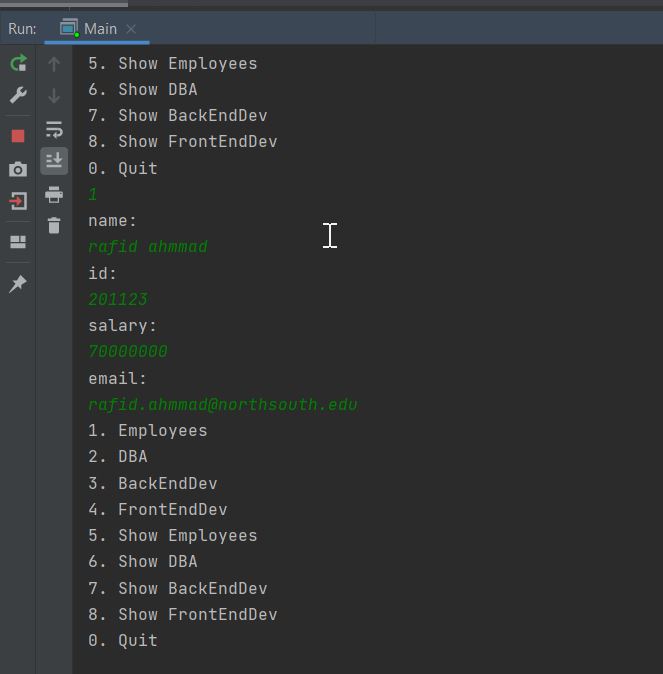 Run: Main
5. Show Employees
6. Show DBA
7. Show BackEndDev
8. Show FrontEndDev
0. Quit
1
name:
rafid ahmmad
id:
201123
salary:
70000000
email:
rafid.ahmmad@northsouth.edu
1. Employees
2. DBA
3. BackEndDev
4. FrontEndDev
5. Show Employees
6. Show DBA
7. Show BackEndDev
8. Show FrontEndDev
0. Quit